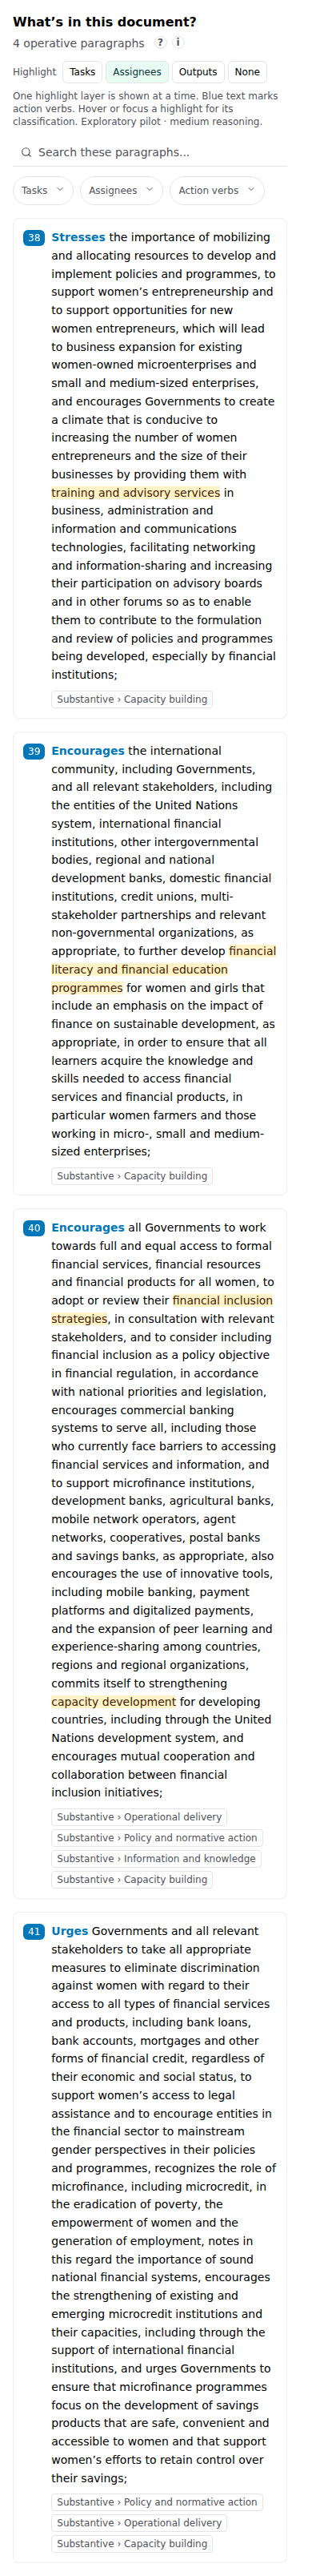 What’s in this document?
4 operative paragraphs ? i
Highlight Tasks Assignees Outputs None
One highlight layer is shown at a time. Blue text marks
action verbs. Hover or focus a highlight for its
classification. Exploratory pilot · medium reasoning.
Search these paragraphs...
Tasks Assignees Action verbs
38 Stresses the importance of mobilizing
and allocating resources to develop and
implement policies and programmes, to
support women’s entrepreneurship and
to support opportunities for new
women entrepreneurs, which will lead
to business expansion for existing
women-owned microenterprises and
small and medium-sized enterprises,
and encourages Governments to create
a climate that is conducive to
increasing the number of women
entrepreneurs and the size of their
businesses by providing them with
training and advisory services in
business, administration and
information and communications
technologies, facilitating networking
and information-sharing and increasing
their participation on advisory boards
and in other forums so as to enable
them to contribute to the formulation
and review of policies and programmes
being developed, especially by financial
institutions;
Substantive › Capacity building
39 Encourages the international
community, including Governments,
and all relevant stakeholders, including
the entities of the United Nations
system, international financial
institutions, other intergovernmental
bodies, regional and national
development banks, domestic financial
institutions, credit unions, multi-
stakeholder partnerships and relevant
non-governmental organizations, as
appropriate, to further develop financial
literacy and financial education
programmes for women and girls that
include an emphasis on the impact of
finance on sustainable development, as
appropriate, in order to ensure that all
learners acquire the knowledge and
skills needed to access financial
services and financial products, in
particular women farmers and those
working in micro-, small and medium-
sized enterprises;
Substantive › Capacity building
40 Encourages all Governments to work
towards full and equal access to formal
financial services, financial resources
and financial products for all women, to
adopt or review their financial inclusion
strategies, in consultation with relevant
stakeholders, and to consider including
financial inclusion as a policy objective
in financial regulation, in accordance
with national priorities and legislation,
encourages commercial banking
systems to serve all, including those
who currently face barriers to accessing
financial services and information, and
to support microfinance institutions,
development banks, agricultural banks,
mobile network operators, agent
networks, cooperatives, postal banks
and savings banks, as appropriate, also
encourages the use of innovative tools,
including mobile banking, payment
platforms and digitalized payments,
and the expansion of peer learning and
experience-sharing among countries,
regions and regional organizations,
commits itself to strengthening
capacity development for developing
countries, including through the United
Nations development system, and
encourages mutual cooperation and
collaboration between financial
inclusion initiatives;
Substantive › Operational delivery
Substantive › Policy and normative action
Substantive › Information and knowledge
Substantive › Capacity building
41 Urges Governments and all relevant
stakeholders to take all appropriate
measures to eliminate discrimination
against women with regard to their
access to all types of financial services
and products, including bank loans,
bank accounts, mortgages and other
forms of financial credit, regardless of
their economic and social status, to
support women’s access to legal
assistance and to encourage entities in
the financial sector to mainstream
gender perspectives in their policies
and programmes, recognizes the role of
microfinance, including microcredit, in
the eradication of poverty, the
empowerment of women and the
generation of employment, notes in
this regard the importance of sound
national financial systems, encourages
the strengthening of existing and
emerging microcredit institutions and
their capacities, including through the
support of international financial
institutions, and urges Governments to
ensure that microfinance programmes
focus on the development of savings
products that are safe, convenient and
accessible to women and that support
women’s efforts to retain control over
their savings;
Substantive › Policy and normative action
Substantive › Operational delivery
Substantive › Capacity building